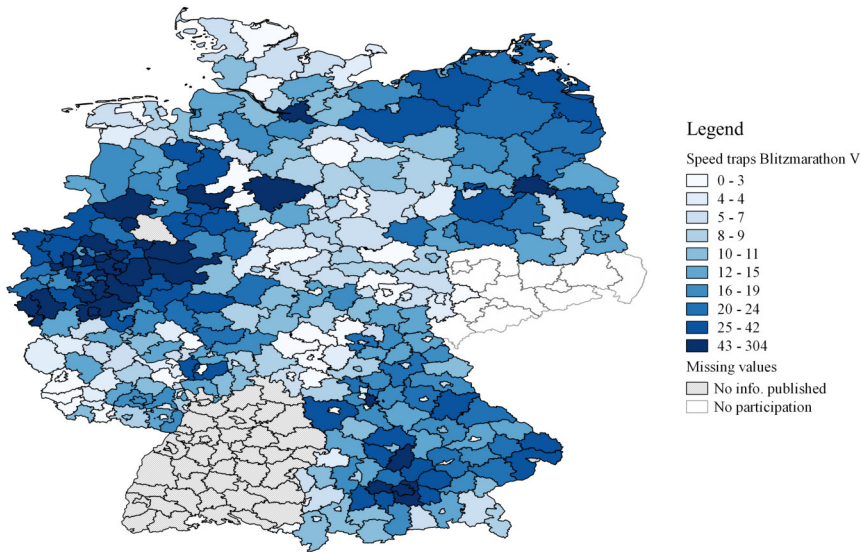 Legend
Speed traps Blitzmarathon V
0 - 3
4 - 4
5 - 7
8 - 9
10 - 11
12 - 15
16 - 19
20 - 24
25 - 42
43 - 304
Missing values
No info. published
No participation